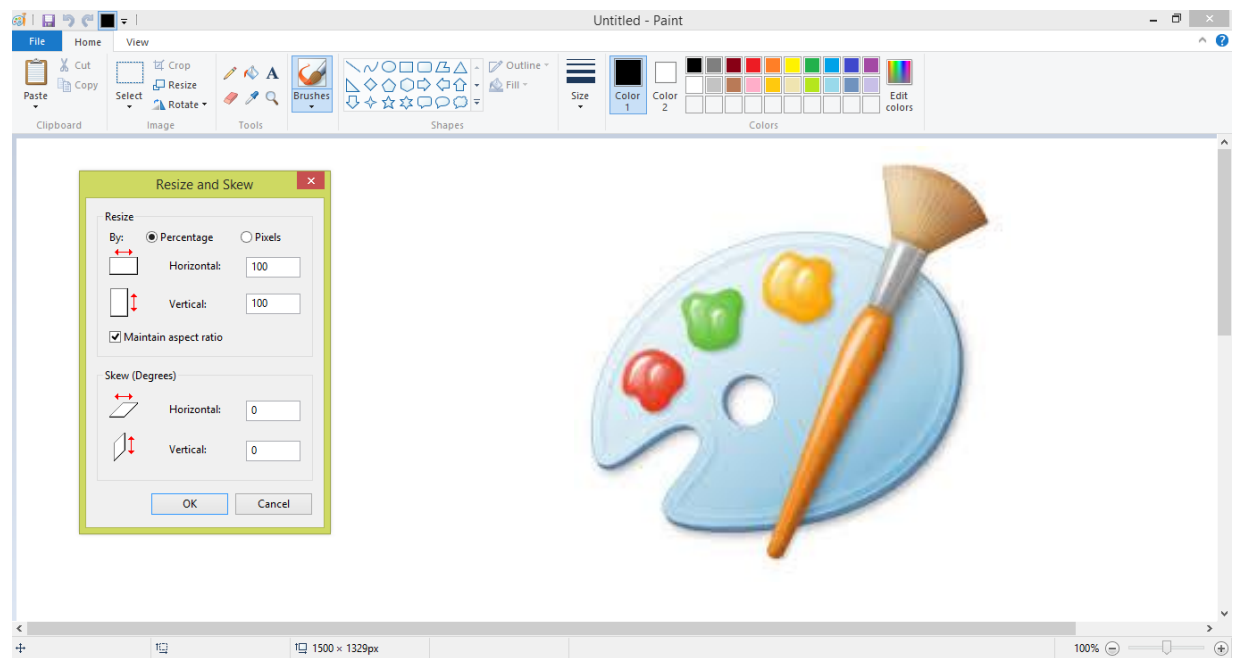 Untitled - Paint
File Home View
Paste
Cut
Copy
Clipboard
Select
Crop
Resize
Rotate
Image
A
Tools
Brushes
Outline
Fill
Shapes
Size
Color 1
Color 2
Edit colors
Colors
Resize and Skew
Resize
By: Percentage Pixels
Horizontal: 100
Vertical: 100
Maintain aspect ratio
Skew (Degrees)
Horizontal: 0
Vertical: 0
OK Cancel
1500 × 1329px 100%